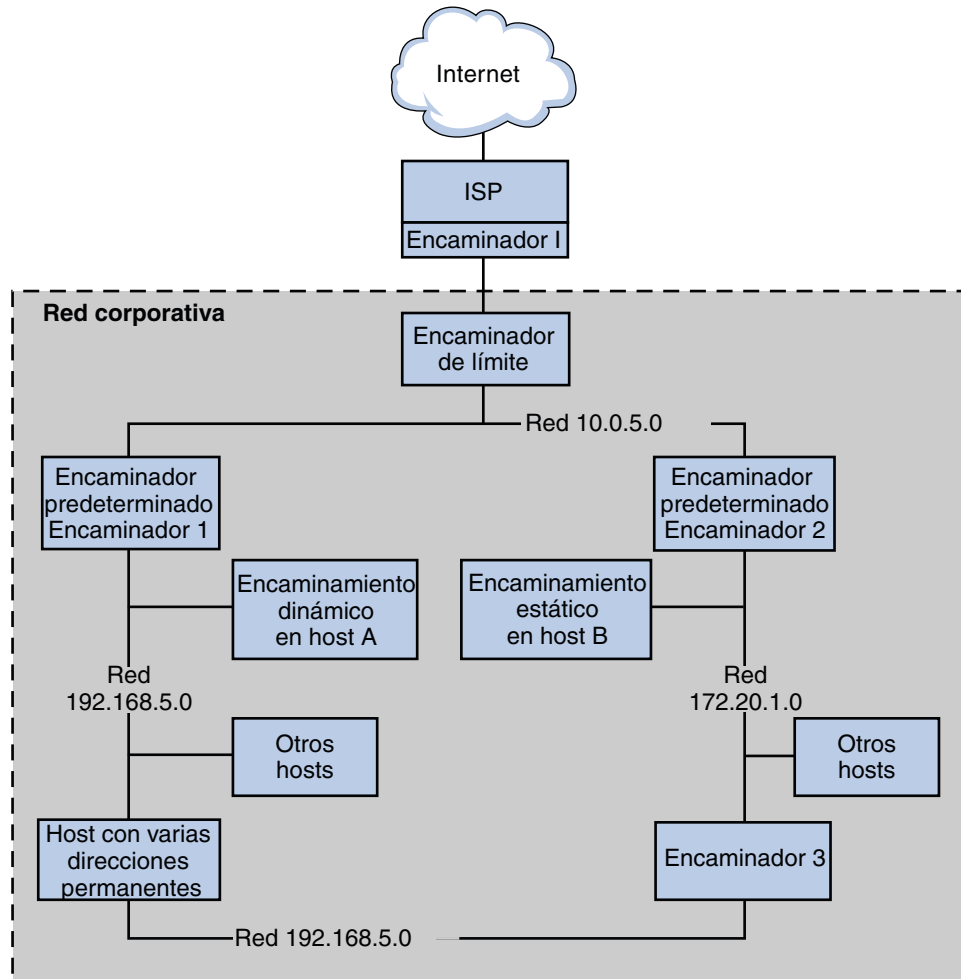 Internet
ISP
Encaminador I
Red corporativa
Encaminador
de límite
Red 10.0.5.0
Encaminador
predeterminado
Encaminador 1
Encaminador
predeterminado
Encaminador 2
Encaminamiento
dinámico
en host A
Encaminamiento
estático
en host B
Red
192.168.5.0
Red
172.20.1.0
Otros
hosts
Otros
hosts
Host con varias
direcciones
permanentes
Encaminador 3
Red 192.168.5.0